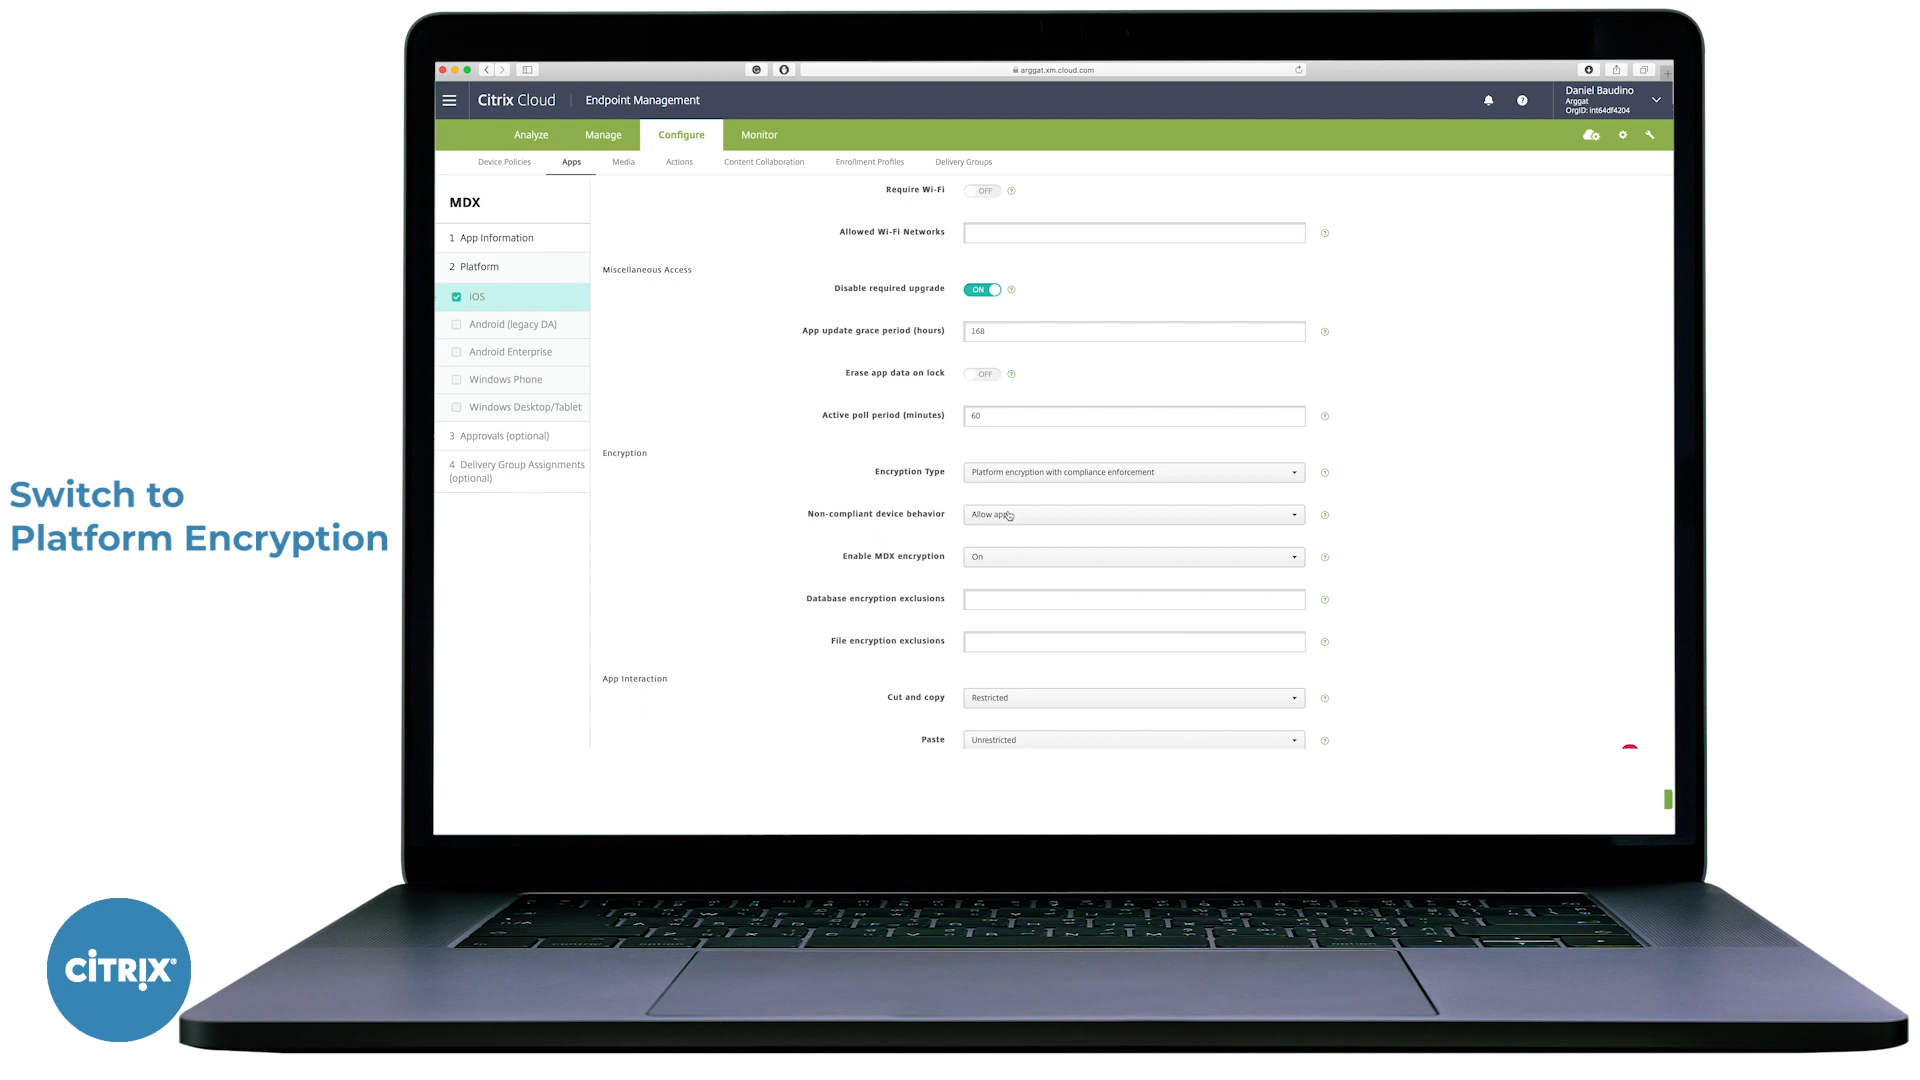 arggat.xm.cloud.com
Citrix Cloud
Endpoint Management
Daniel Baudino
Arggat
OrgID: int64df4204
Analyze
Manage
Configure
Monitor
Device Policies
Apps
Media
Actions
Content Collaboration
Enrollment Profiles
Delivery Groups
MDX
1 App Information
2 Platform
iOS
Android (legacy DA)
Android Enterprise
Windows Phone
Windows Desktop/Tablet
3 Approvals (optional)
4 Delivery Group Assignments
(optional)
Require Wi-Fi
OFF
Allowed Wi-Fi Networks
Miscellaneous Access
Disable required upgrade
ON
App update grace period (hours)
168
Erase app data on lock
OFF
Active poll period (minutes)
60
Encryption
Encryption Type
Platform encryption with compliance enforcement
Non-compliant device behavior
Allow app
Enable MDX encryption
On
Database encryption exclusions
File encryption exclusions
App Interaction
Cut and copy
Restricted
Paste
Unrestricted
Switch to
Platform Encryption
CITRIX®